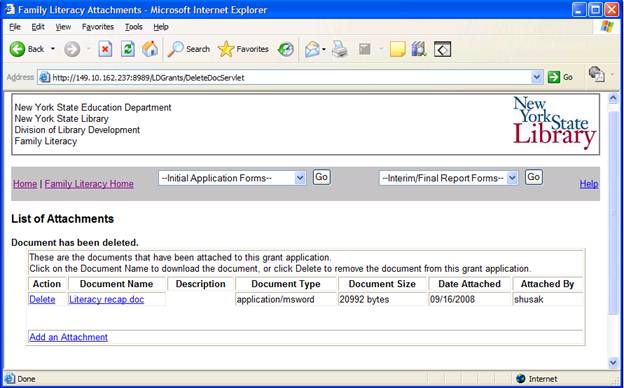 Family Literacy Attachments - Microsoft Internet Explorer
File Edit View Favorites Tools Help
Back Search Favorites
Address http://149.10.162.237:8989/LDGrants/DeleteDocServlet Go
New York State Education Department
New York State Library
Division of Library Development
Family Literacy
New
York State
Library
Home | Family Literacy Home --Initial Application Forms-- Go --Interim/Final Report Forms-- Go Help
List of Attachments
Document has been deleted.
These are the documents that have been attached to this grant application.
Click on the Document Name to download the document, or click Delete to remove the document from this grant application.
Action Document Name Description Document Type Document Size Date Attached Attached By
Delete Literacy recap.doc application/msword 20992 bytes 09/16/2008 shusak
Add an Attachment
Done Internet